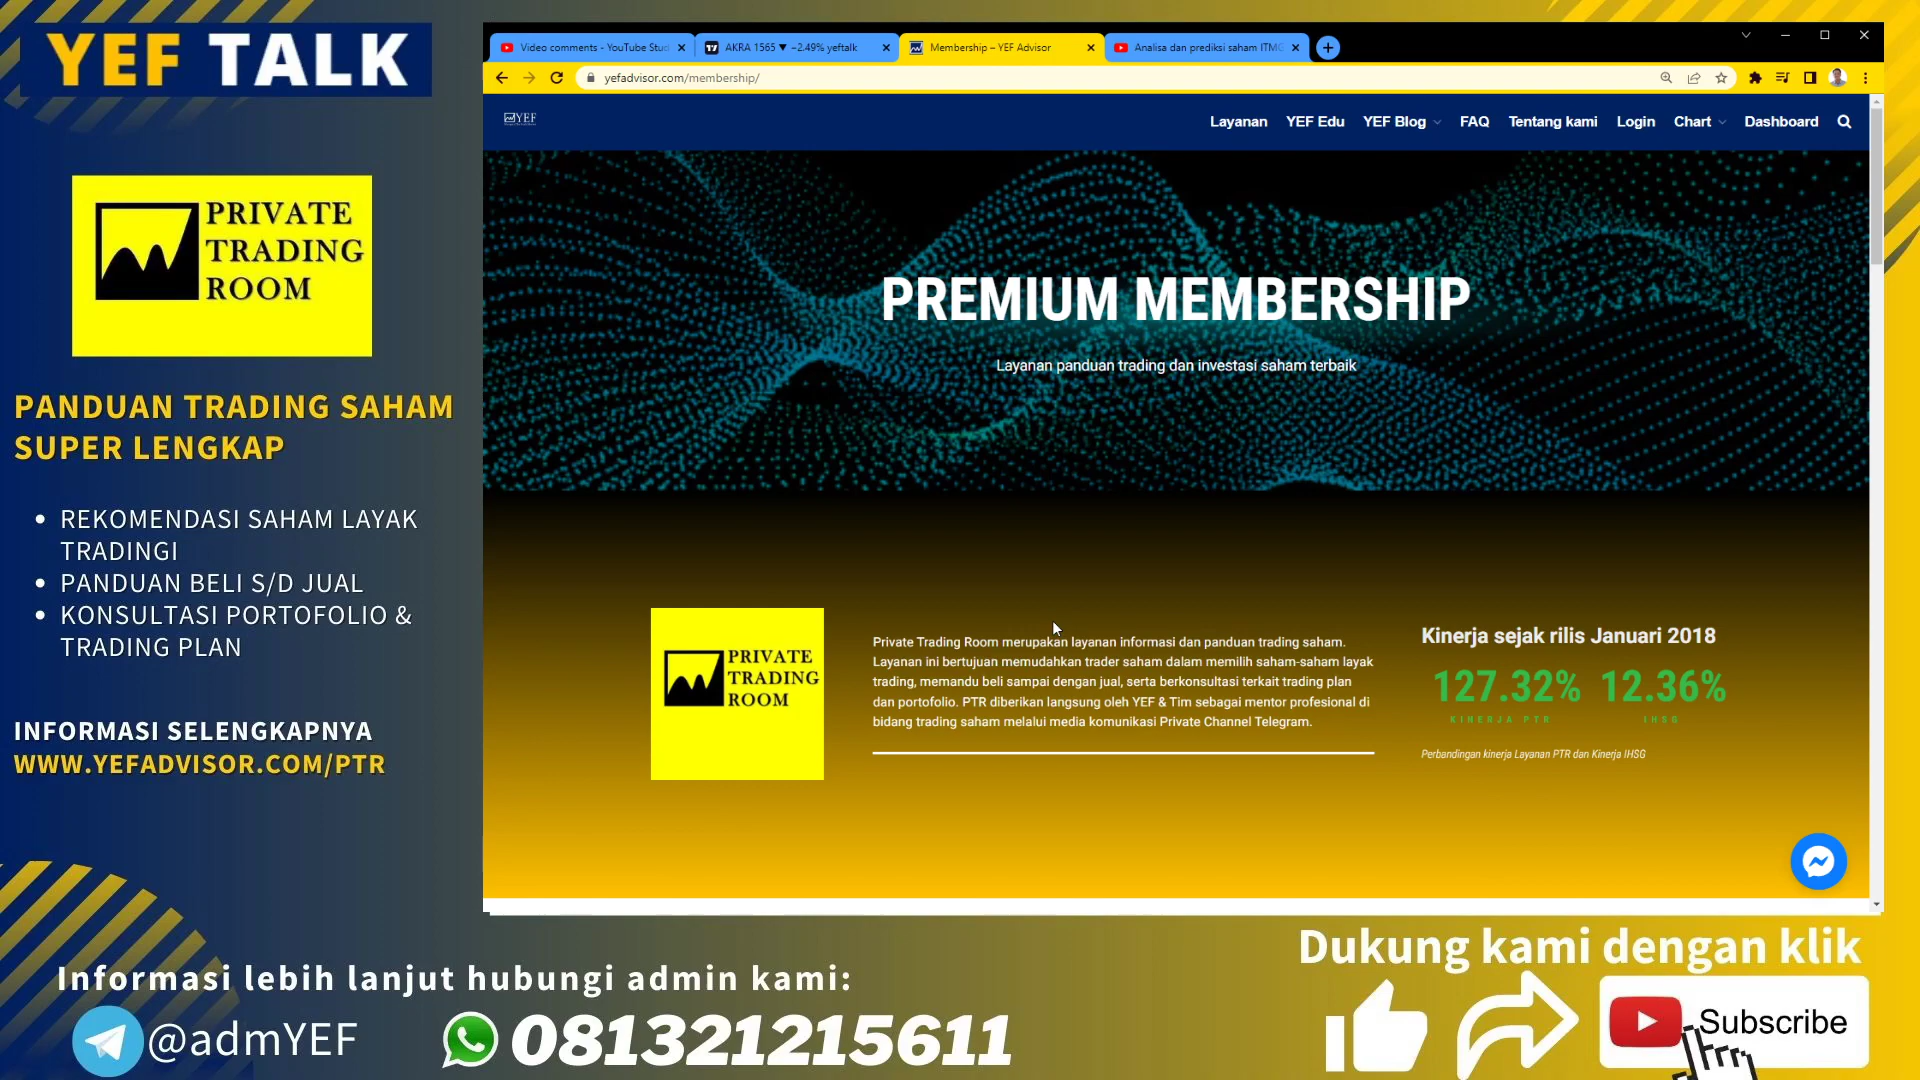 YEF TALK
PRIVATE
TRADING
ROOM
PANDUAN TRADING SAHAM
SUPER LENGKAP
REKOMENDASI SAHAM LAYAK
TRADINGI
PANDUAN BELI S/D JUAL
KONSULTASI PORTOFOLIO &
TRADING PLAN
INFORMASI SELENGKAPNYA
WWW.YEFADVISOR.COM/PTR
Video comments - YouTube Stud
AKRA 1565 ▼ −2.49% yeftalk
Membership – YEF Advisor
Analisa dan prediksi saham ITMG
yefadvisor.com/membership/
YEF
Layanan YEF Edu YEF Blog FAQ Tentang kami Login Chart Dashboard
PREMIUM MEMBERSHIP
Layanan panduan trading dan investasi saham terbaik
PRIVATE
TRADING
ROOM
Private Trading Room merupakan layanan informasi dan panduan trading saham.
Layanan ini bertujuan memudahkan trader saham dalam memilih saham-saham layak
trading, memandu beli sampai dengan jual, serta berkonsultasi terkait trading plan
dan portofolio. PTR diberikan langsung oleh YEF & Tim sebagai mentor profesional di
bidang trading saham melalui media komunikasi Private Channel Telegram.
Kinerja sejak rilis Januari 2018
127.32% 12.36%
KINERJA PTR IHSG
Perbandingan kinerja Layanan PTR dan Kinerja IHSG
Informasi lebih lanjut hubungi admin kami:
@admYEF 081321215611
Dukung kami dengan klik
Subscribe